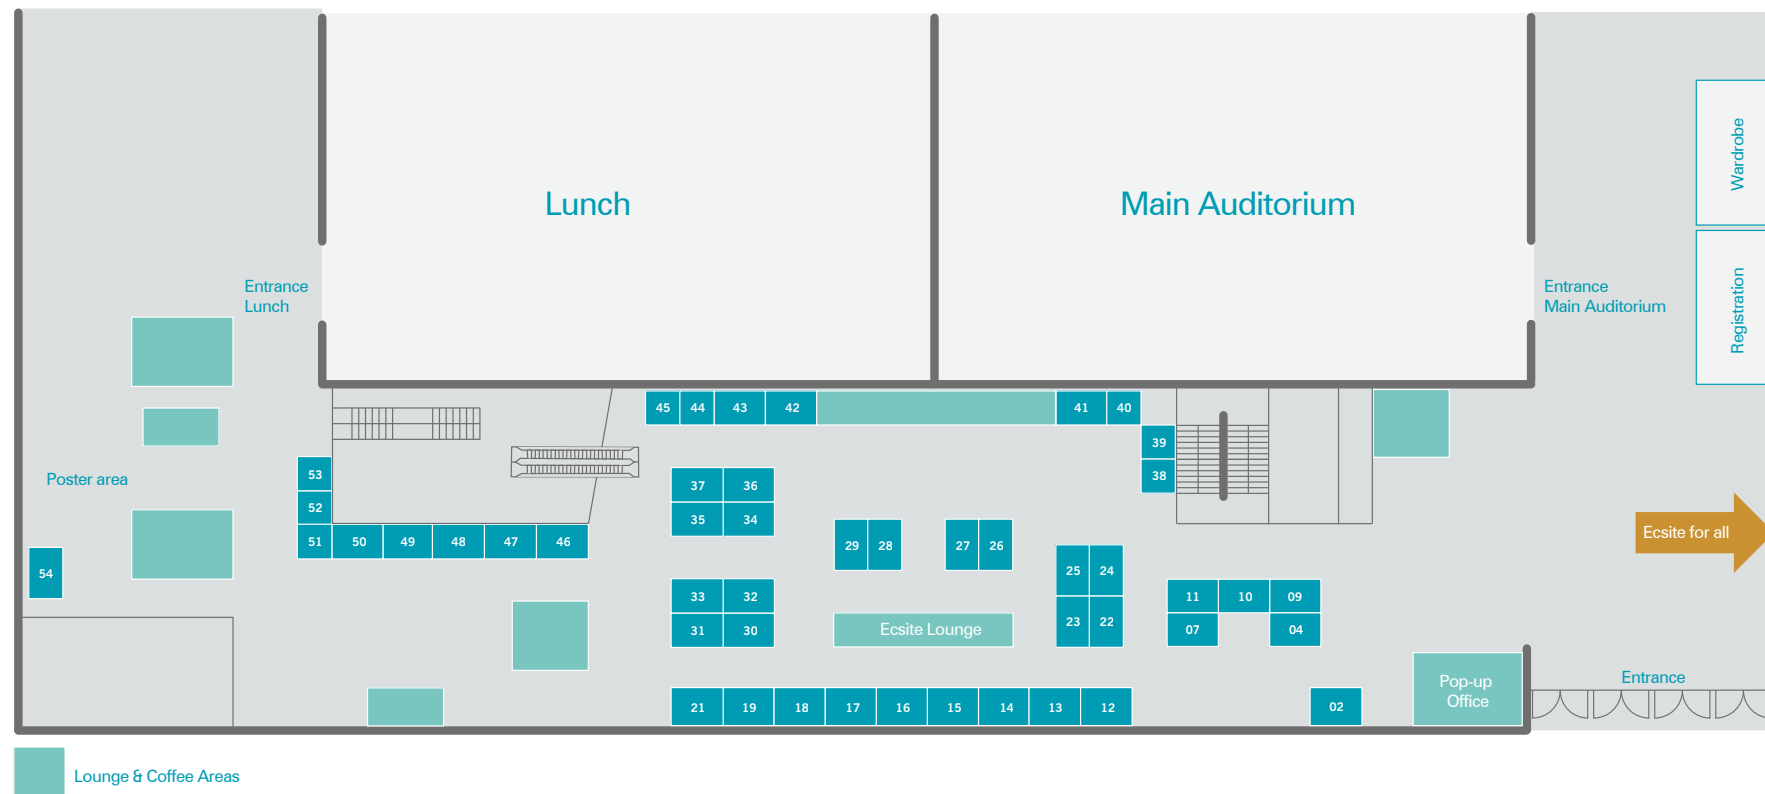 Wardrobe
Lunch
Main Auditorium
Registration
Entrance
Lunch
Entrance
Main Auditorium
45 44 43 42 41 40
39
38
53
52
51 50 49 48 47 46
Poster area
54
37 36
35 34
29 28 27 26
Ecsite for all
25 24
23 22
33 32
31 30
Ecsite Lounge
11 10 09
07 04
Entrance
Pop-up
Office
21 19 18 17 16 15 14 13 12 02
Lounge & Coffee Areas